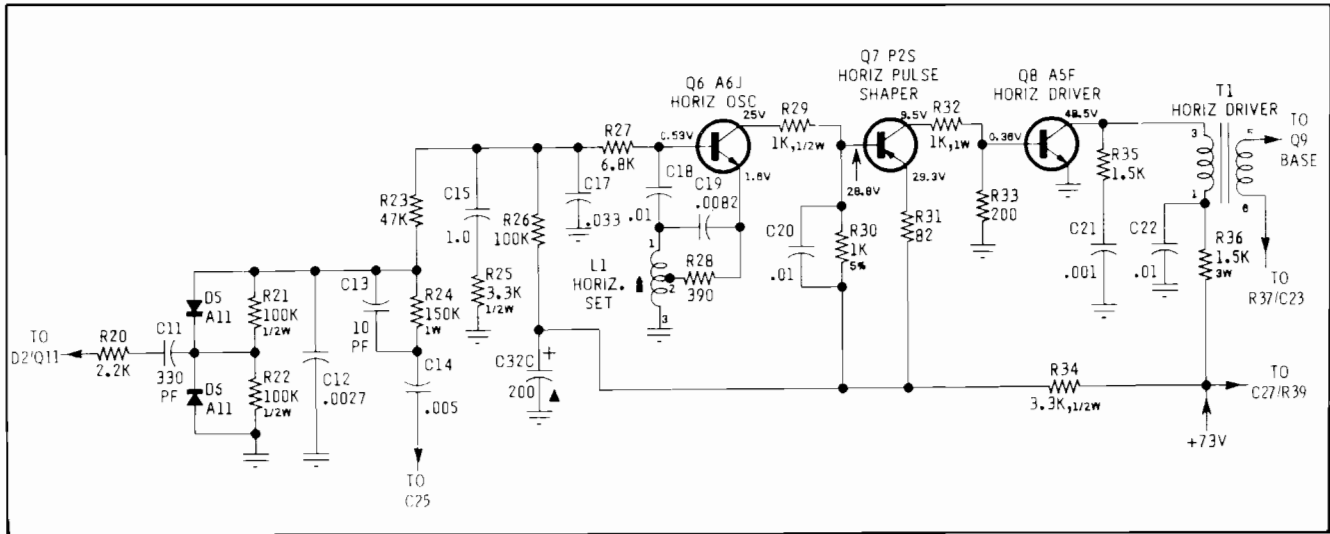 Q6 A6J
HORIZ OSC
Q7 P2S
HORIZ PULSE
SHAPER
Q8 A5F
HORIZ DRIVER
T1
HORIZ DRIVER
25V
R29
1K,1/2W
9.5V
R32
1K,1W
48.5V
TO
Q9
BASE
3
5
1
6
R27
6.8K
0.53V
1.8V
28.8V
29.3V
0.36V
R35
1.5K
R23
47K
C15
1.0
R26
100K
C17
.033
C18
.01
C19
.0082
R28
390
L1
HORIZ.
SET
1
2
3
C20
.01
R30
1K
5%
R31
82
R33
200
C21
.001
C22
.01
R36
1.5K
3W
TO
R37/C23
D5
A11
R21
100K
1/2W
C13
10
PF
R24
150K
1W
R25
3.3K
1/2W
TO
D2/Q11
R20
2.2K
C11
330
PF
D5
A11
R22
100K
1/2W
C12
.0027
C14
.005
TO
C25
C32C
200
+
R34
3.3K,1/2W
TO
C27/R39
+73V